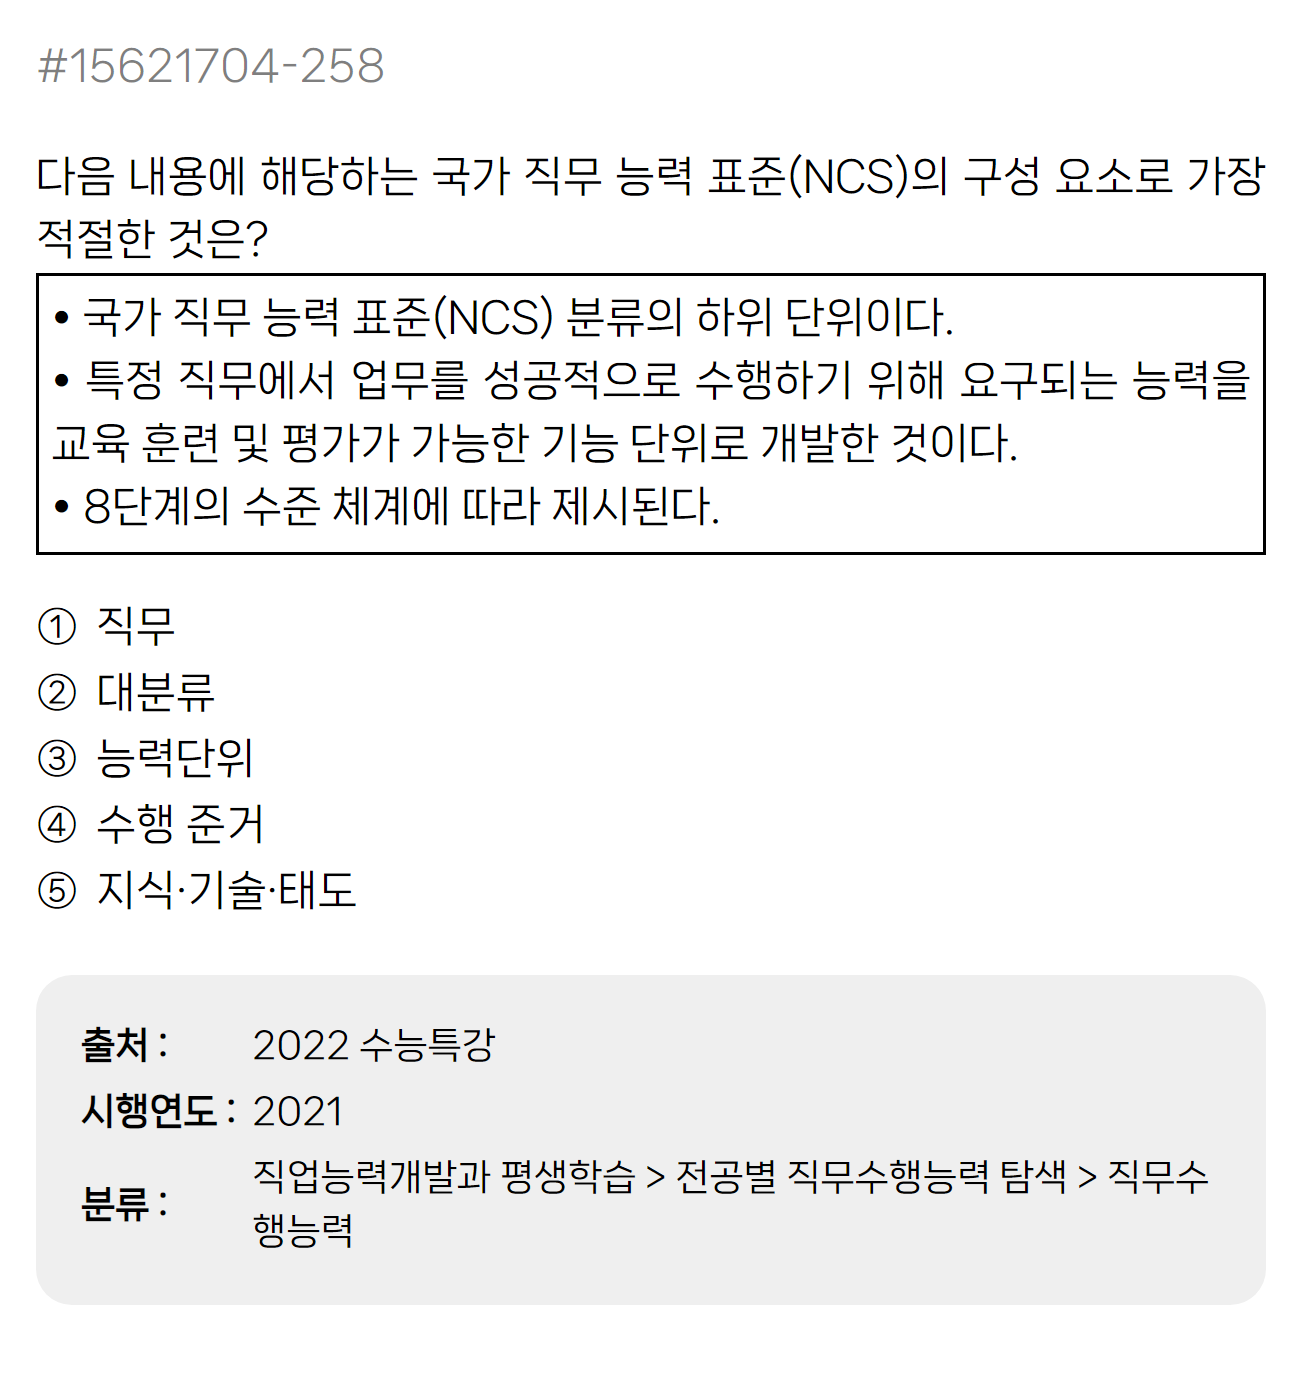 #15621704-258
다음 내용에 해당하는 국가 직무 능력 표준(NCS)의 구성 요소로 가장
적절한 것은?
• 국가 직무 능력 표준(NCS) 분류의 하위 단위이다.
• 특정 직무에서 업무를 성공적으로 수행하기 위해 요구되는 능력을
교육 훈련 및 평가가 가능한 기능 단위로 개발한 것이다.
• 8단계의 수준 체계에 따라 제시된다.
① 직무
② 대분류
③ 능력단위
④ 수행 준거
⑤ 지식·기술·태도
출처 : 2022 수능특강
시행연도 : 2021
분류 : 직업능력개발과 평생학습 > 전공별 직무수행능력 탐색 > 직무수
행능력